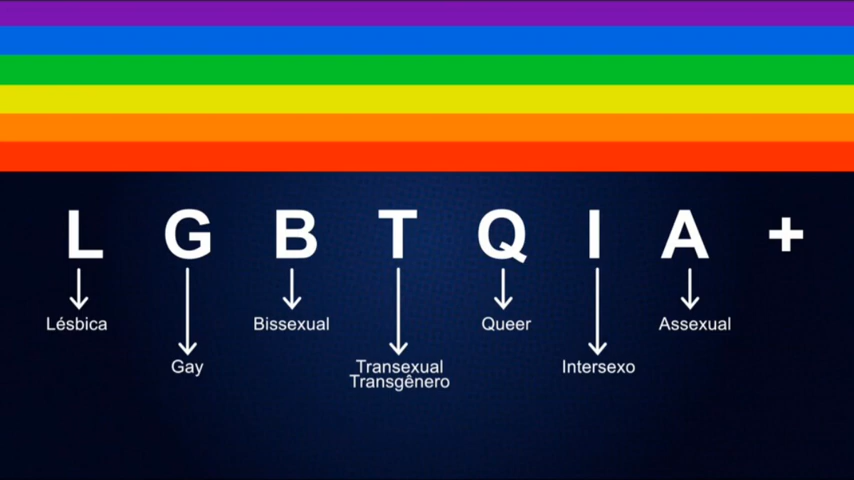 L G B T Q I A +
Lésbica Bissexual Queer Assexual
Gay Transexual Intersexo
Transgênero